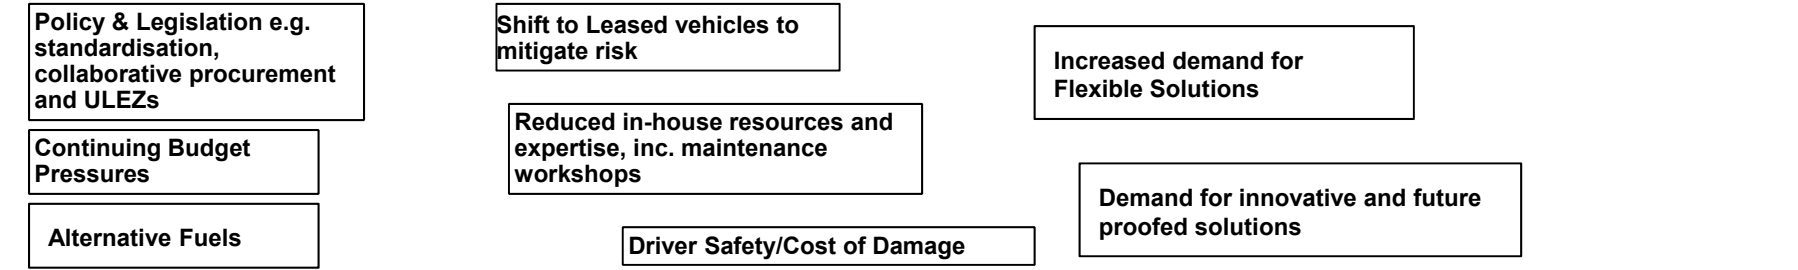 Policy & Legislation e.g.
standardisation,
collaborative procurement
and ULEZs
Continuing Budget
Pressures
Alternative Fuels
Shift to Leased vehicles to
mitigate risk
Reduced in-house resources and
expertise, inc. maintenance
workshops
Driver Safety/Cost of Damage
Increased demand for
Flexible Solutions
Demand for innovative and future
proofed solutions